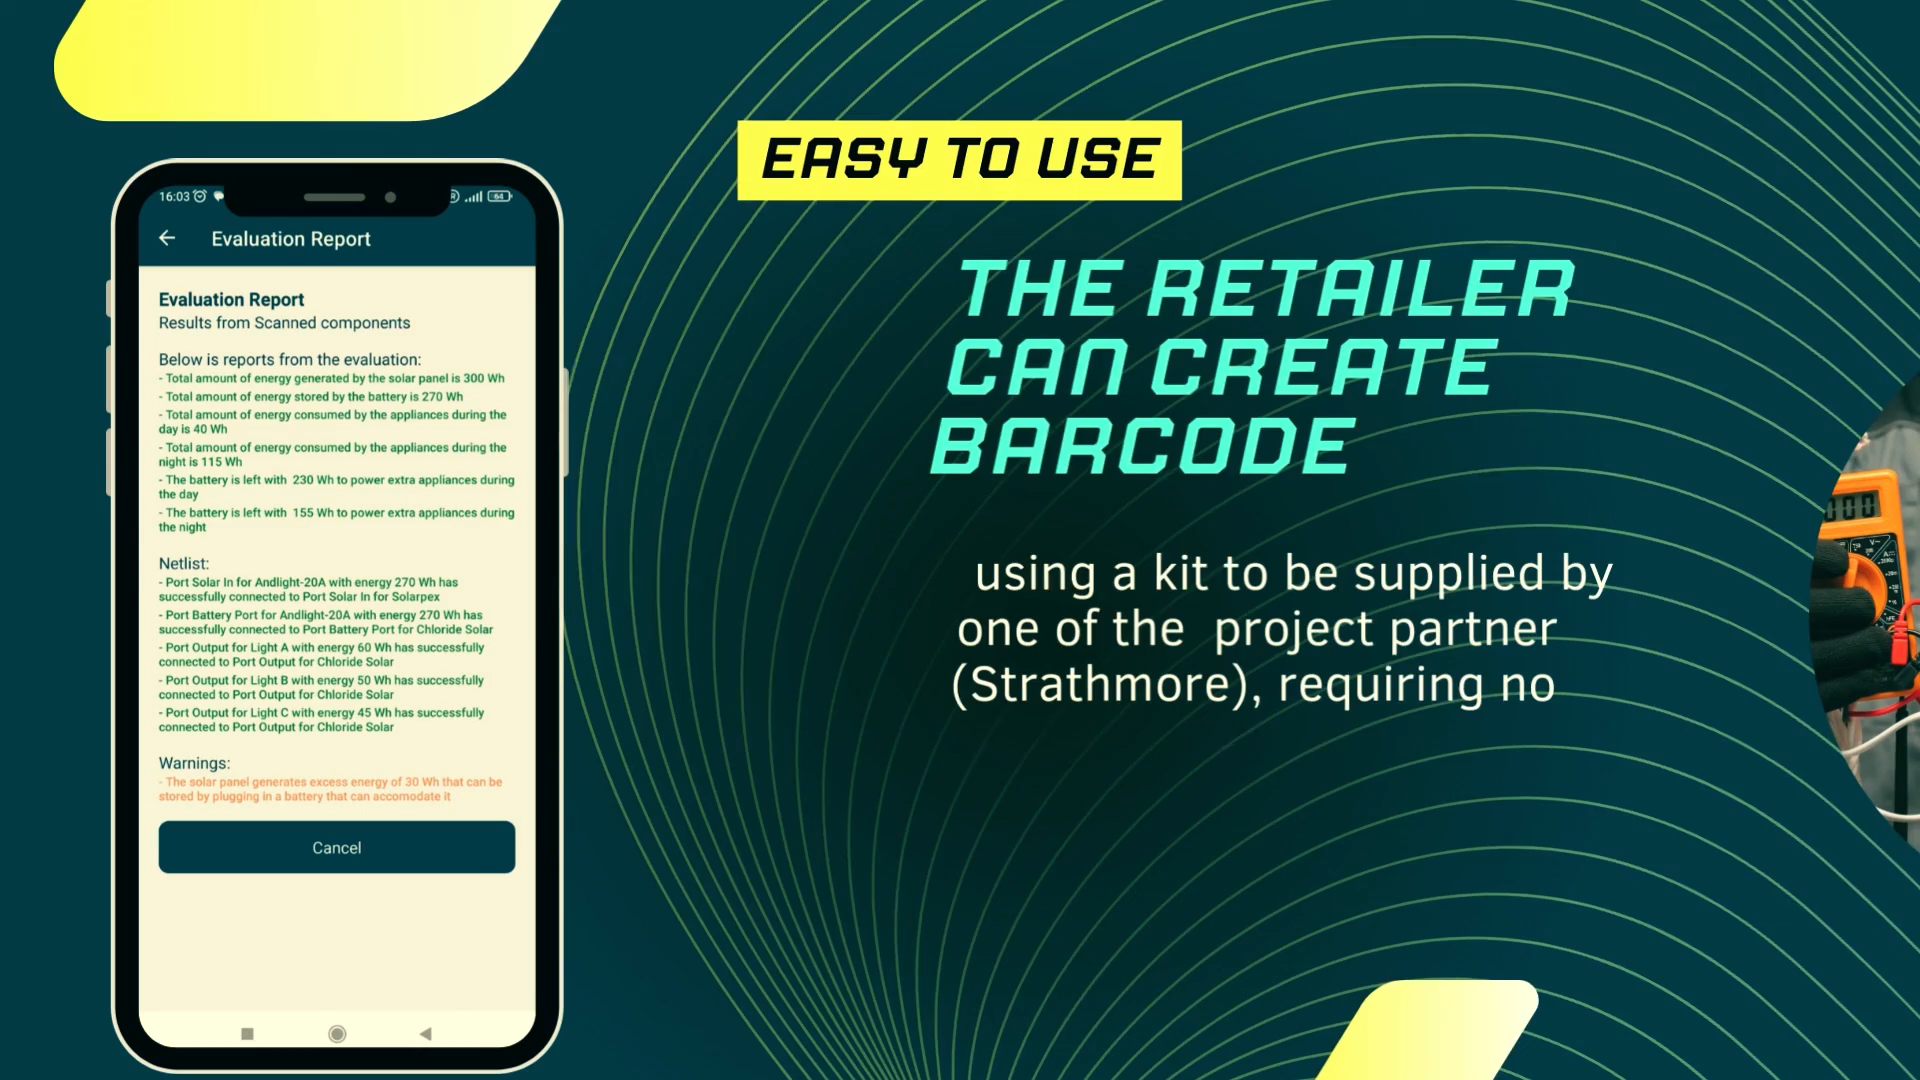 EASY TO USE
THE RETAILER
CAN CREATE
BARCODE
using a kit to be supplied by
one of the project partner
(Strathmore), requiring no
16:03
64
Evaluation Report
Evaluation Report
Results from Scanned components
Below is reports from the evaluation:
- Total amount of energy generated by the solar panel is 300 Wh
- Total amount of energy stored by the battery is 270 Wh
- Total amount of energy consumed by the appliances during the
day is 40 Wh
- Total amount of energy consumed by the appliances during the
night is 115 Wh
- The battery is left with 230 Wh to power extra appliances during
the day
- The battery is left with 155 Wh to power extra appliances during
the night
Netlist:
- Port Solar In for Andlight-20A with energy 270 Wh has
successfully connected to Port Solar In for Solarpex
- Port Battery Port for Andlight-20A with energy 270 Wh has
successfully connected to Port Battery Port for Chloride Solar
- Port Output for Light A with energy 60 Wh has successfully
connected to Port Output for Chloride Solar
- Port Output for Light B with energy 50 Wh has successfully
connected to Port Output for Chloride Solar
- Port Output for Light C with energy 45 Wh has successfully
connected to Port Output for Chloride Solar
Warnings:
- The solar panel generates excess energy of 30 Wh that can be
stored by plugging in a battery that can accomodate it
Cancel